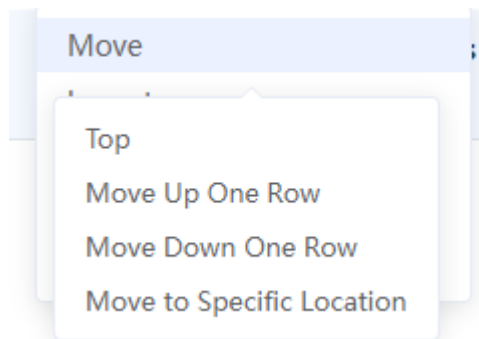 Move
Top
Move Up One Row
Move Down One Row
Move to Specific Location